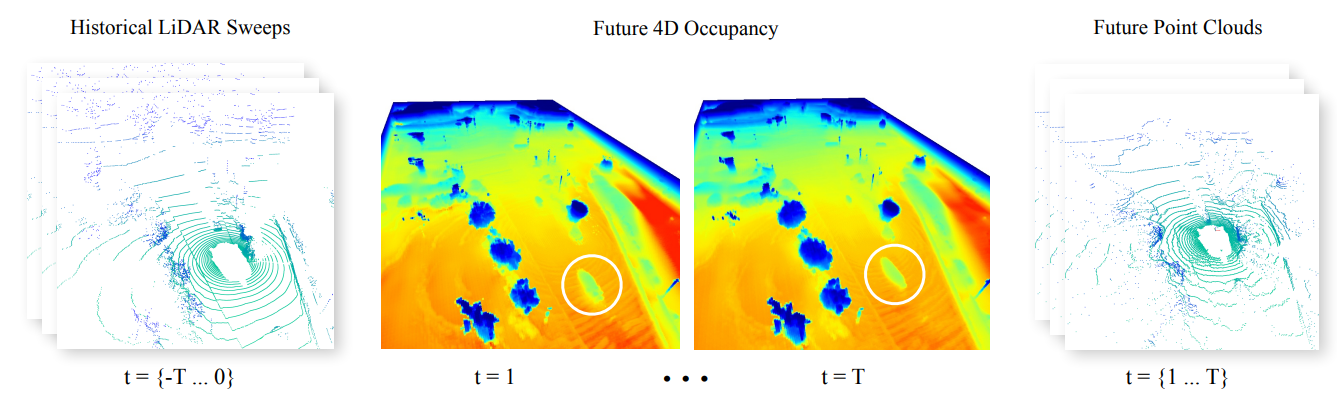 Historical LiDAR Sweeps
Future 4D Occupancy
Future Point Clouds
t = {-T ... 0}
t = 1
• • •
t = T
t = {1 ... T}